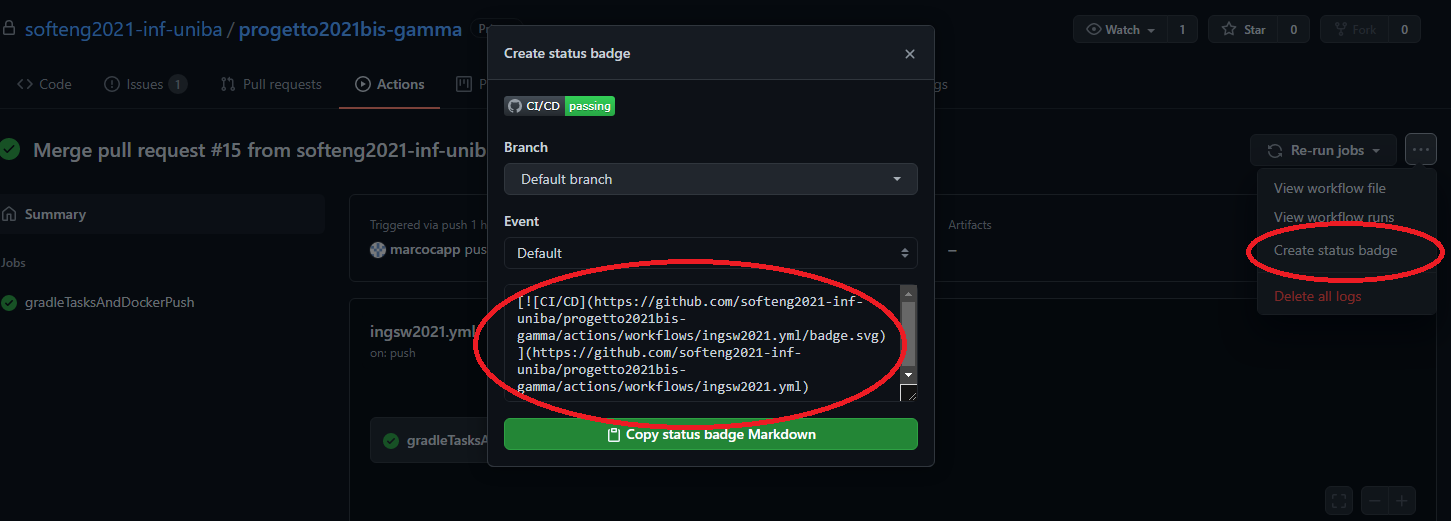 softeng2021-inf-uniba / progetto2021bis-gamma
Watch 1
Star 0
Fork 0
Code
Issues 1
Pull requests
Actions
Merge pull request #15 from softeng2021-inf-uniba
Re-run jobs
View workflow file
View workflow runs
Create status badge
Delete all logs
Summary
Jobs
gradleTasksAndDockerPush
Triggered via push 1 h
marcocapp pus
Artifacts
–
ingsw2021.yml
on: push
gradleTasksA
Create status badge
CI/CD passing
Branch
Default branch
Event
Default
[![CI/CD](https://github.com/softeng2021-inf-
uniba/progetto2021bis-
gamma/actions/workflows/ingsw2021.yml/badge.svg)
](https://github.com/softeng2021-inf-
uniba/progetto2021bis-
gamma/actions/workflows/ingsw2021.yml)
Copy status badge Markdown